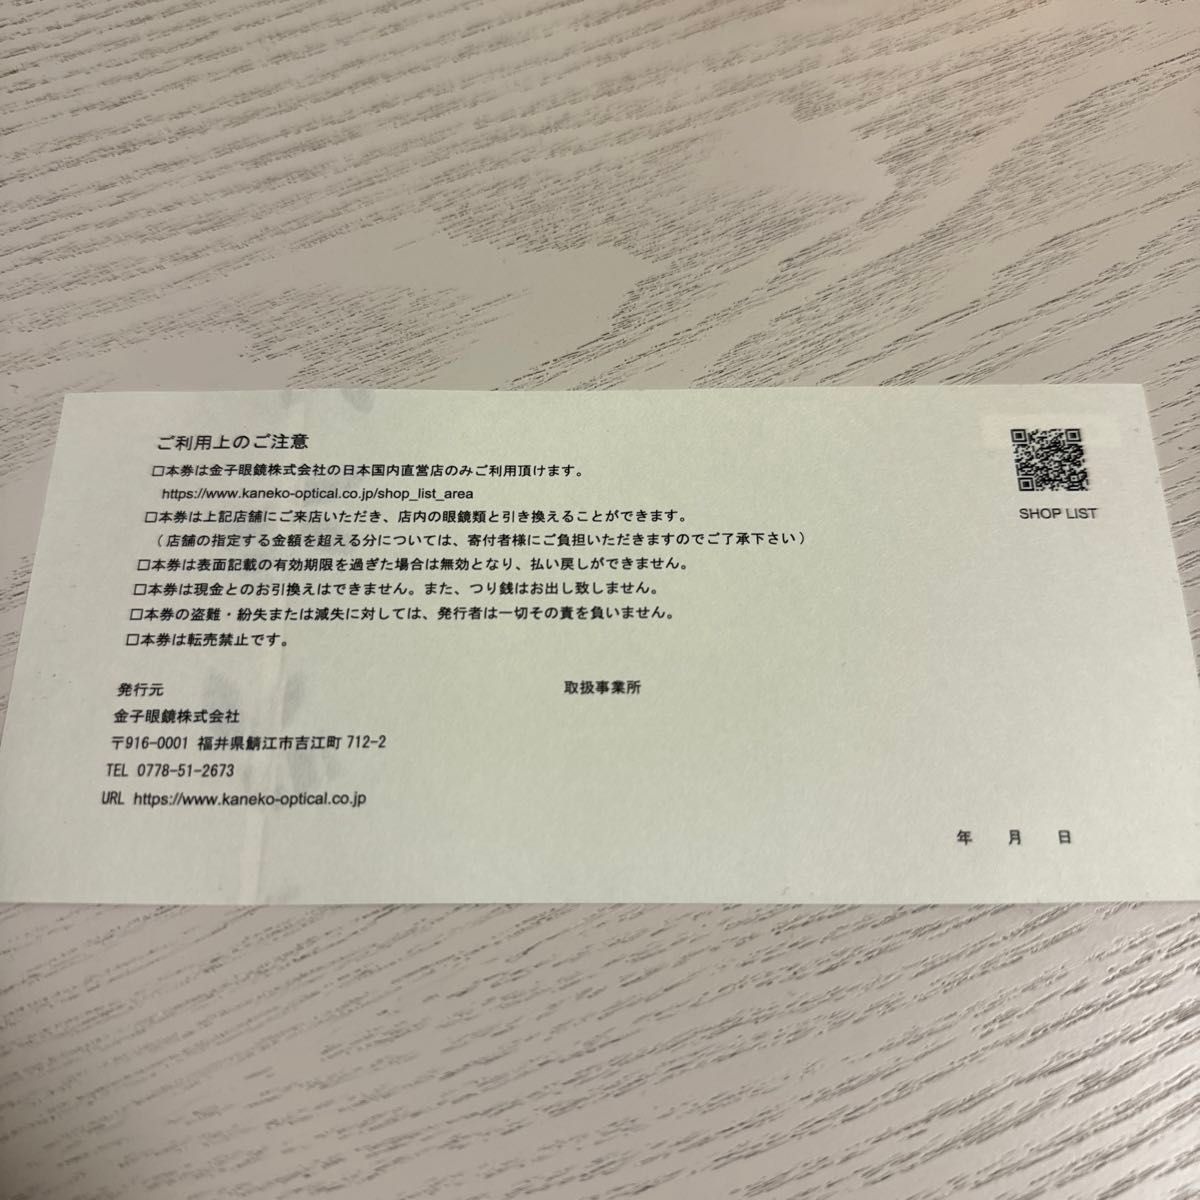 ご利用上のご注意
□本券は金子眼鏡株式会社の日本国内直営店のみご利用頂けます。
https://www.kaneko-optical.co.jp/shop_list_area
□本券は上記店舗にご来店いただき、店内の眼鏡類と引き換えることができます。
（店舗の指定する金額を超える分については、寄付者様にご負担いただきますのでご了承下さい）
□本券は表面記載の有効期限を過ぎた場合は無効となり、払い戻しができません。
□本券は現金とのお引換えはできません。また、つり銭はお出し致しません。
□本券の盗難・紛失または減失に対しては、発行者は一切その責を負いません。
□本券は転売禁止です。
SHOP LIST
発行元
金子眼鏡株式会社
〒916-0001 福井県鯖江市吉江町 712-2
TEL 0778-51-2673
URL https://www.kaneko-optical.co.jp
取扱事業所
年 月 日